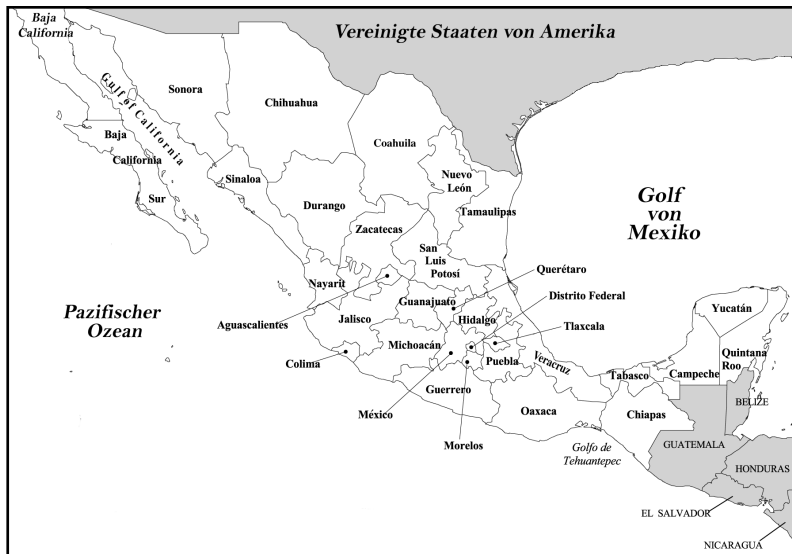 Baja
California
Vereinigte Staaten von Amerika
Sonora
Gulf of California
Chihuahua
Coahuila
Baja
California
Sur
Sinaloa
Nuevo
León
Durango
Tamaulipas
Golf
von
Mexiko
Zacatecas
San
Luis
Potosí
Querétaro
Nayarit
Distrito Federal
Guanajuato
Pazifischer
Ozean
Aguascalientes
Jalisco
Hidalgo
Tlaxcala
Yucatán
Michoacán
Colima
Puebla
Veracruz
Quintana
Roo
Tabasco
Campeche
Guerrero
BELIZE
México
Oaxaca
Chiapas
Morelos
Golfo de
Tehuantepec
GUATEMALA
HONDURAS
EL SALVADOR
NICARAGUA